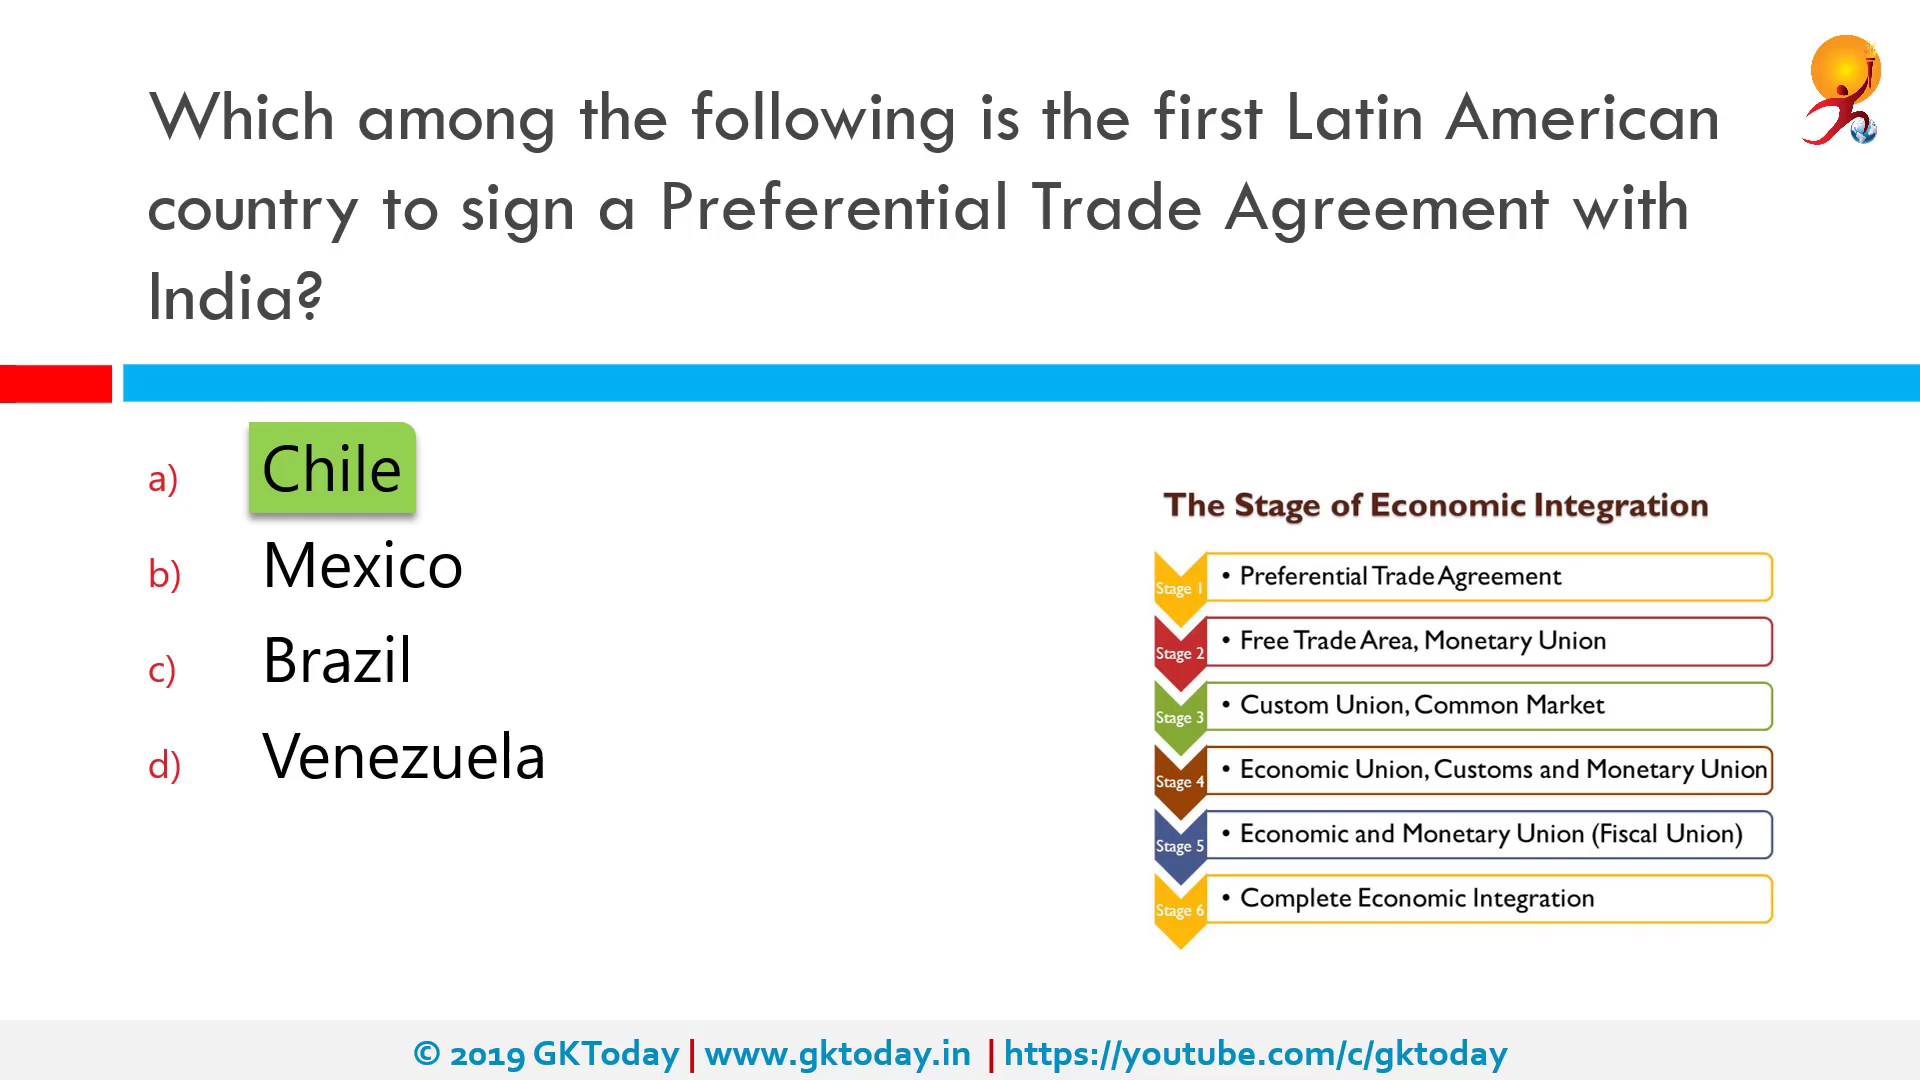 Which among the following is the first Latin American
country to sign a Preferential Trade Agreement with
India?
a) Chile
b) Mexico
c) Brazil
d) Venezuela
The Stage of Economic Integration
Stage 1 • Preferential Trade Agreement
Stage 2 • Free Trade Area, Monetary Union
Stage 3 • Custom Union, Common Market
Stage 4 • Economic Union, Customs and Monetary Union
Stage 5 • Economic and Monetary Union (Fiscal Union)
Stage 6 • Complete Economic Integration
© 2019 GKToday | www.gktoday.in | https://youtube.com/c/gktoday